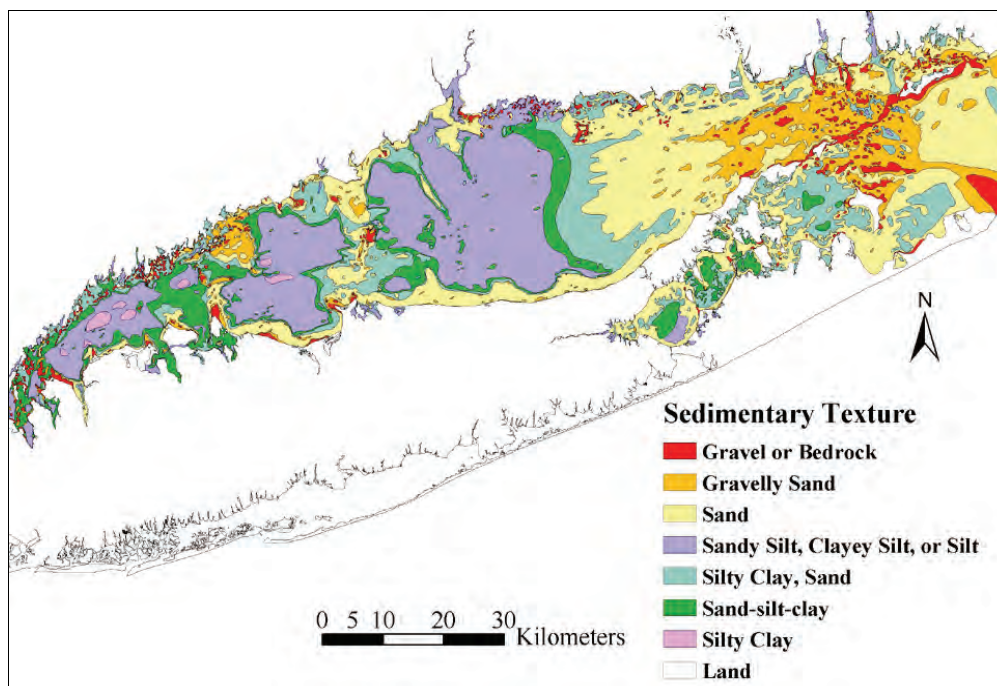 N
Sedimentary Texture
Gravel or Bedrock
Gravelly Sand
Sand
Sandy Silt, Clayey Silt, or Silt
Silty Clay, Sand
Sand-silt-clay
Silty Clay
Land
0 5 10 20 30
Kilometers